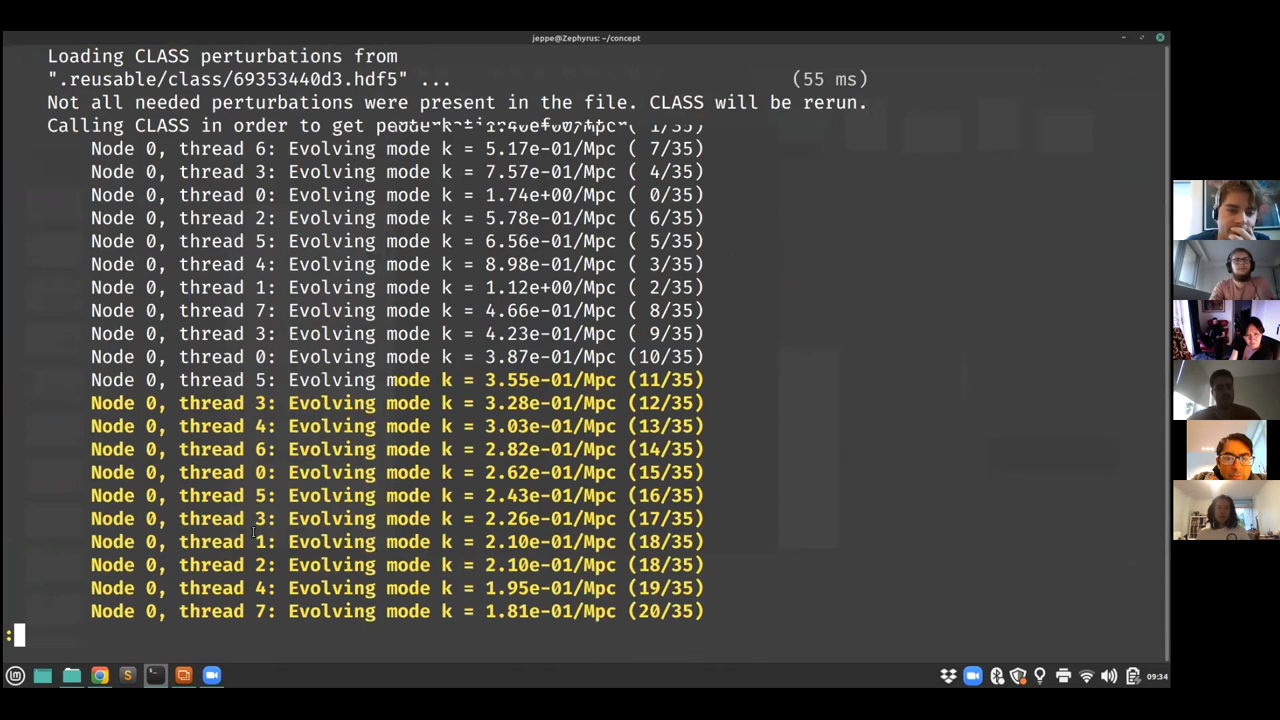 jeppe@Zephyrus: ~/concept
Loading CLASS perturbations from
".reusable/class/69353440d3.hdf5" ... (55 ms)
Not all needed perturbations were present in the file. CLASS will be rerun.
Calling CLASS in order to get
Node 0, thread 6: Evolving mode k = 5.17e-01/Mpc ( 7/35)
Node 0, thread 3: Evolving mode k = 7.57e-01/Mpc ( 4/35)
Node 0, thread 0: Evolving mode k = 1.74e+00/Mpc ( 0/35)
Node 0, thread 2: Evolving mode k = 5.78e-01/Mpc ( 6/35)
Node 0, thread 5: Evolving mode k = 6.56e-01/Mpc ( 5/35)
Node 0, thread 4: Evolving mode k = 8.98e-01/Mpc ( 3/35)
Node 0, thread 1: Evolving mode k = 1.12e+00/Mpc ( 2/35)
Node 0, thread 7: Evolving mode k = 4.66e-01/Mpc ( 8/35)
Node 0, thread 3: Evolving mode k = 4.23e-01/Mpc ( 9/35)
Node 0, thread 0: Evolving mode k = 3.87e-01/Mpc (10/35)
Node 0, thread 5: Evolving mode k = 3.55e-01/Mpc (11/35)
Node 0, thread 3: Evolving mode k = 3.28e-01/Mpc (12/35)
Node 0, thread 4: Evolving mode k = 3.03e-01/Mpc (13/35)
Node 0, thread 6: Evolving mode k = 2.82e-01/Mpc (14/35)
Node 0, thread 0: Evolving mode k = 2.62e-01/Mpc (15/35)
Node 0, thread 5: Evolving mode k = 2.43e-01/Mpc (16/35)
Node 0, thread 3: Evolving mode k = 2.26e-01/Mpc (17/35)
Node 0, thread 1: Evolving mode k = 2.10e-01/Mpc (18/35)
Node 0, thread 2: Evolving mode k = 2.10e-01/Mpc (18/35)
Node 0, thread 4: Evolving mode k = 1.95e-01/Mpc (19/35)
Node 0, thread 7: Evolving mode k = 1.81e-01/Mpc (20/35)
:
09:34